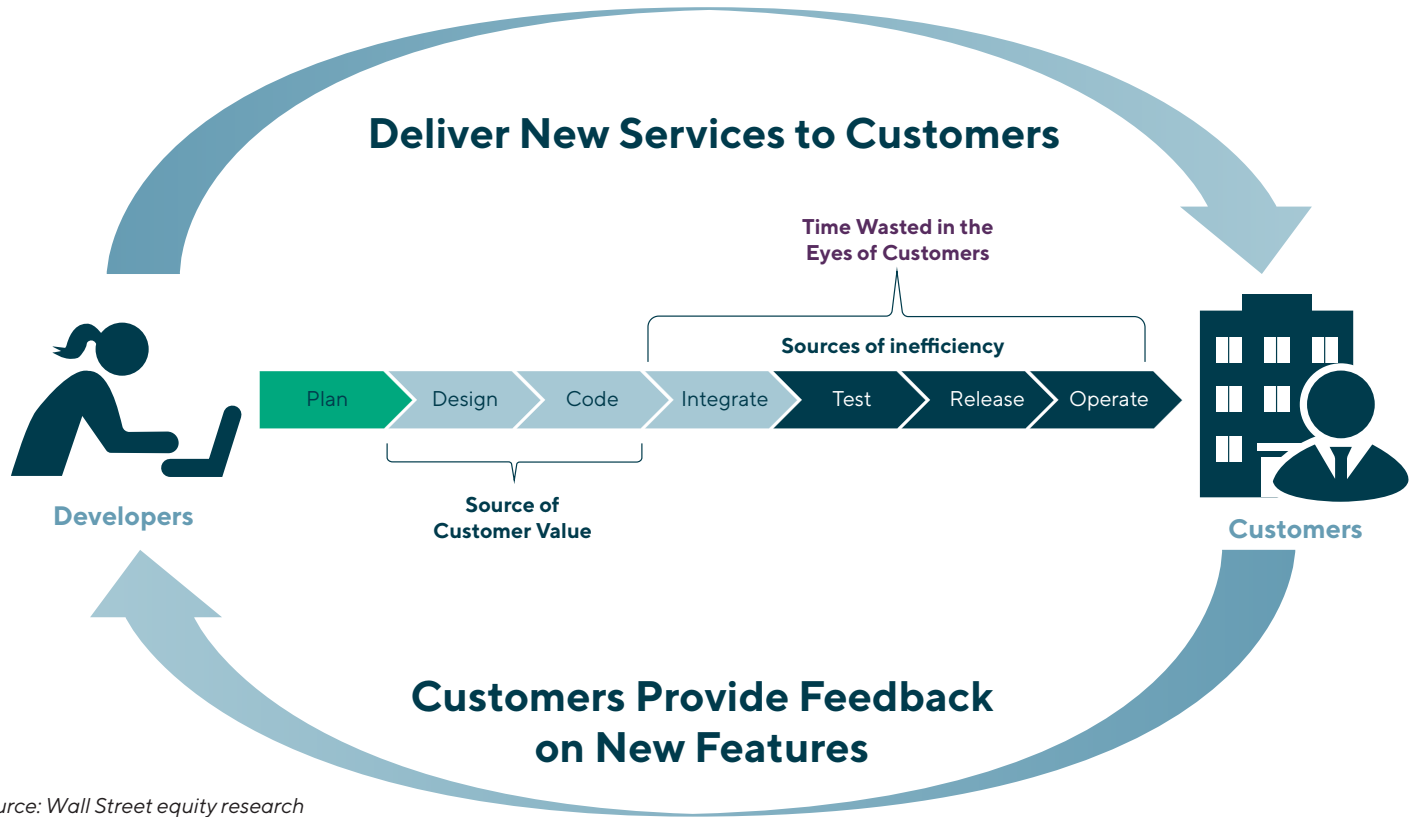 Deliver New Services to Customers
Time Wasted in the
Eyes of Customers
Sources of inefficiency
Plan
Design
Code
Integrate
Test
Release
Operate
Source of
Customer Value
Developers
Customers
Customers Provide Feedback
on New Features
urce: Wall Street equity research